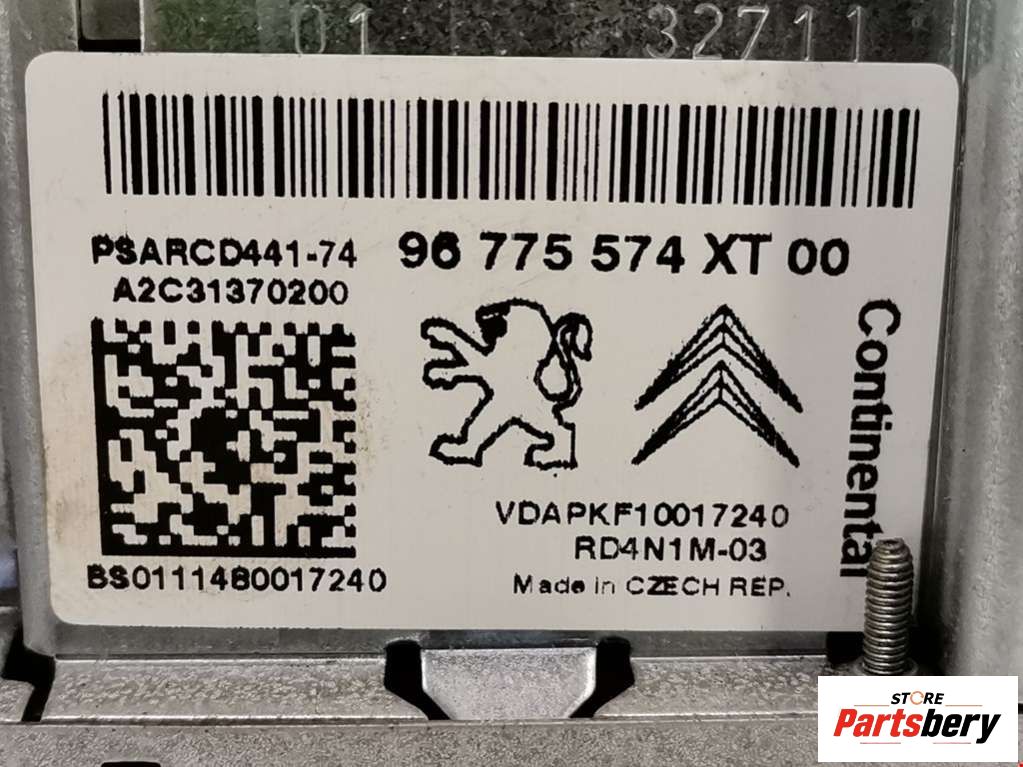 01 32711
PSARCD441-74
96 775 574 XT 00
A2C31370200
Continental
VDAPKF10017240
RD4N1M-03
BS0111480017240
Made in CZECH REP.
STORE
Partsbery